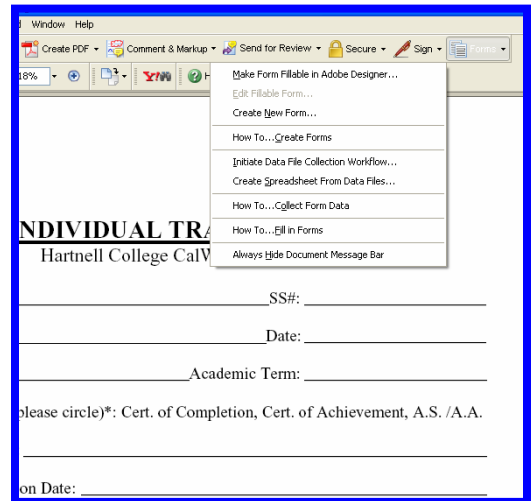 Window Help
Create PDF Comment & Markup Send for Review Secure Sign Forms
8% Y!
Make Form Fillable in Adobe Designer...
Edit Fillable Form...
Create New Form...
How To...Create Forms
Initiate Data File Collection Workflow...
Create Spreadsheet From Data Files...
How To...Collect Form Data
How To...Fill in Forms
Always Hide Document Message Bar
NDIVIDUAL TRA
Hartnell College CalW
SS#:
Date:
Academic Term:
please circle)*: Cert. of Completion, Cert. of Achievement, A.S. /A.A.
on Date: